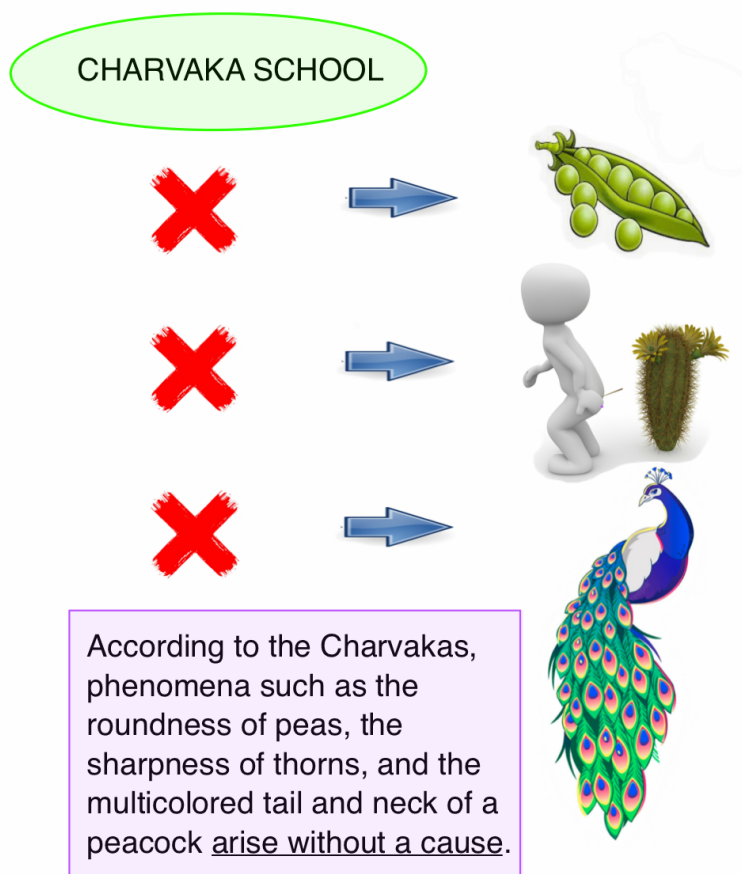 CHARVAKA SCHOOL
According to the Charvakas,
phenomena such as the
roundness of peas, the
sharpness of thorns, and the
multicolored tail and neck of a
peacock arise without a cause.